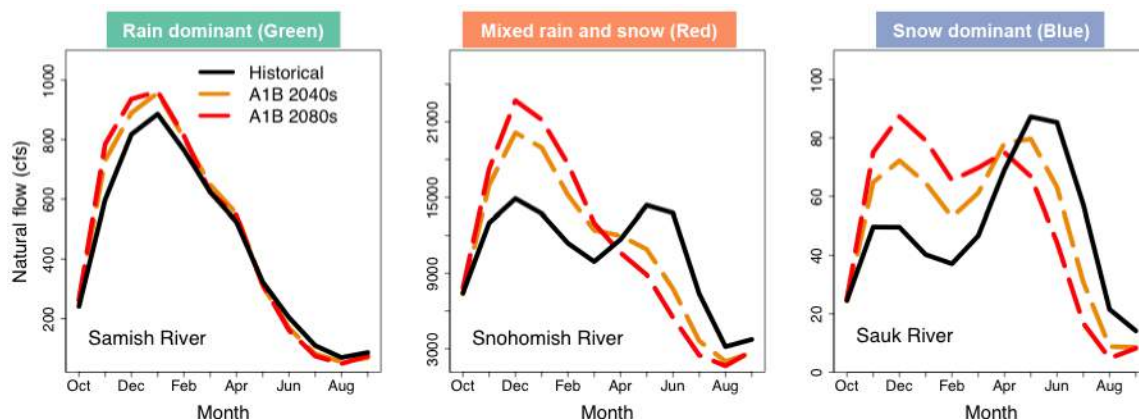 Rain dominant (Green)
Mixed rain and snow (Red)
Snow dominant (Blue)
Natural flow (cfs)
1000
800
600
400
200
Historical
A1B 2040s
A1B 2080s
Samish River
Oct Dec Feb Apr Jun Aug
Month
21000
15000
9000
3000
Snohomish River
Oct Dec Feb Apr Jun Aug
Month
100
80
60
40
20
0
Sauk River
Oct Dec Feb Apr Jun Aug
Month